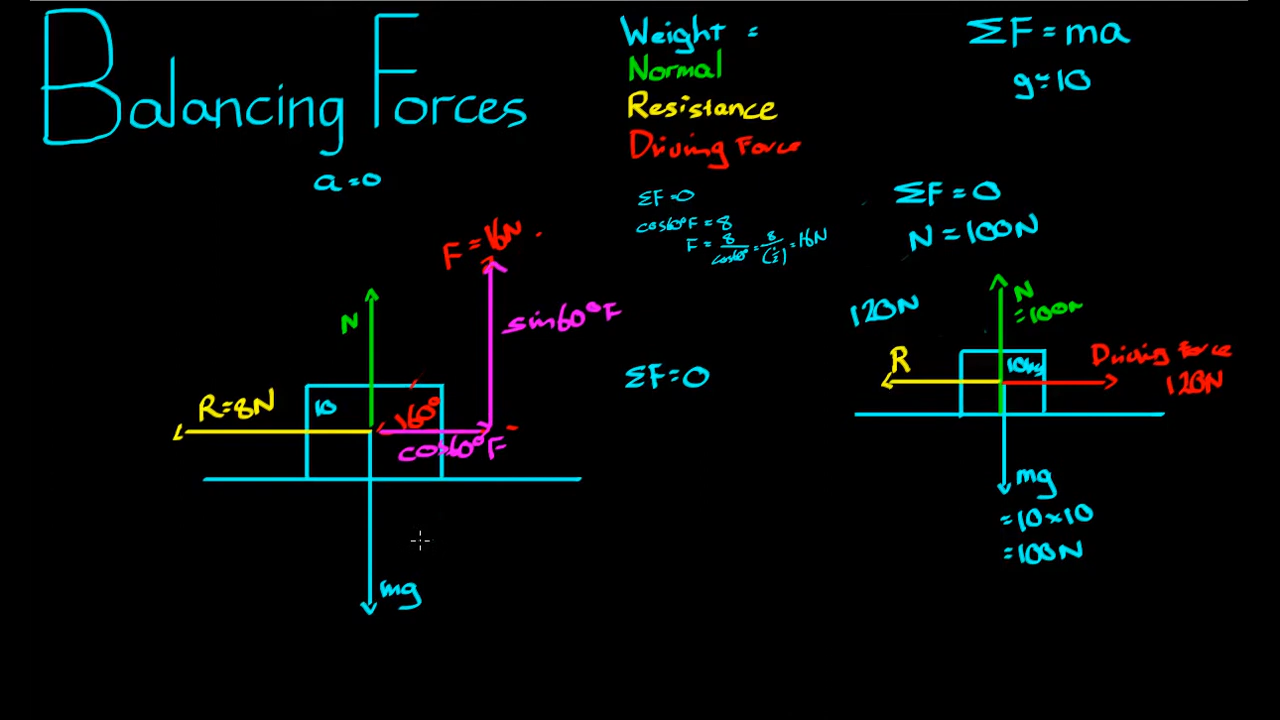 Balancing Forces
a=0
Weight =
Normal
Resistance
Driving Force
ΣF = ma
g=10
ΣF=0
cos60°F = 8
F = 8/cos60° = 8/(1/2) = 16N
F = 16N
N
sin60°F
R=8N
10
60°
cos60°F
mg
ΣF=0
ΣF = 0
N = 100N
120N
N
=100N
R
10kg
Driving Force
120N
mg
=10×10
=100N